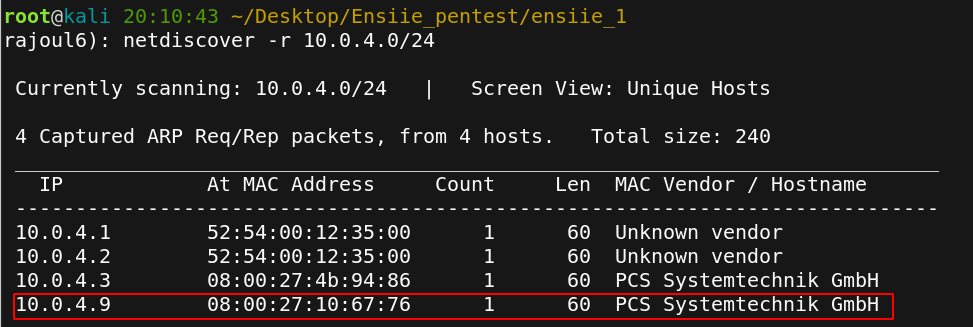 root@kali 20:10:43 ~/Desktop/Ensiie_pentest/ensiie_1
rajoul6): netdiscover -r 10.0.4.0/24
Currently scanning: 10.0.4.0/24   |   Screen View: Unique Hosts
4 Captured ARP Req/Rep packets, from 4 hosts.   Total size: 240
_____________________________________________________________________________
IP            At MAC Address     Count     Len  MAC Vendor / Hostname
-----------------------------------------------------------------------------
10.0.4.1        52:54:00:12:35:00      1      60  Unknown vendor
10.0.4.2        52:54:00:12:35:00      1      60  Unknown vendor
10.0.4.3        08:00:27:4b:94:86      1      60  PCS Systemtechnik GmbH
10.0.4.9        08:00:27:10:67:76      1      60  PCS Systemtechnik GmbH